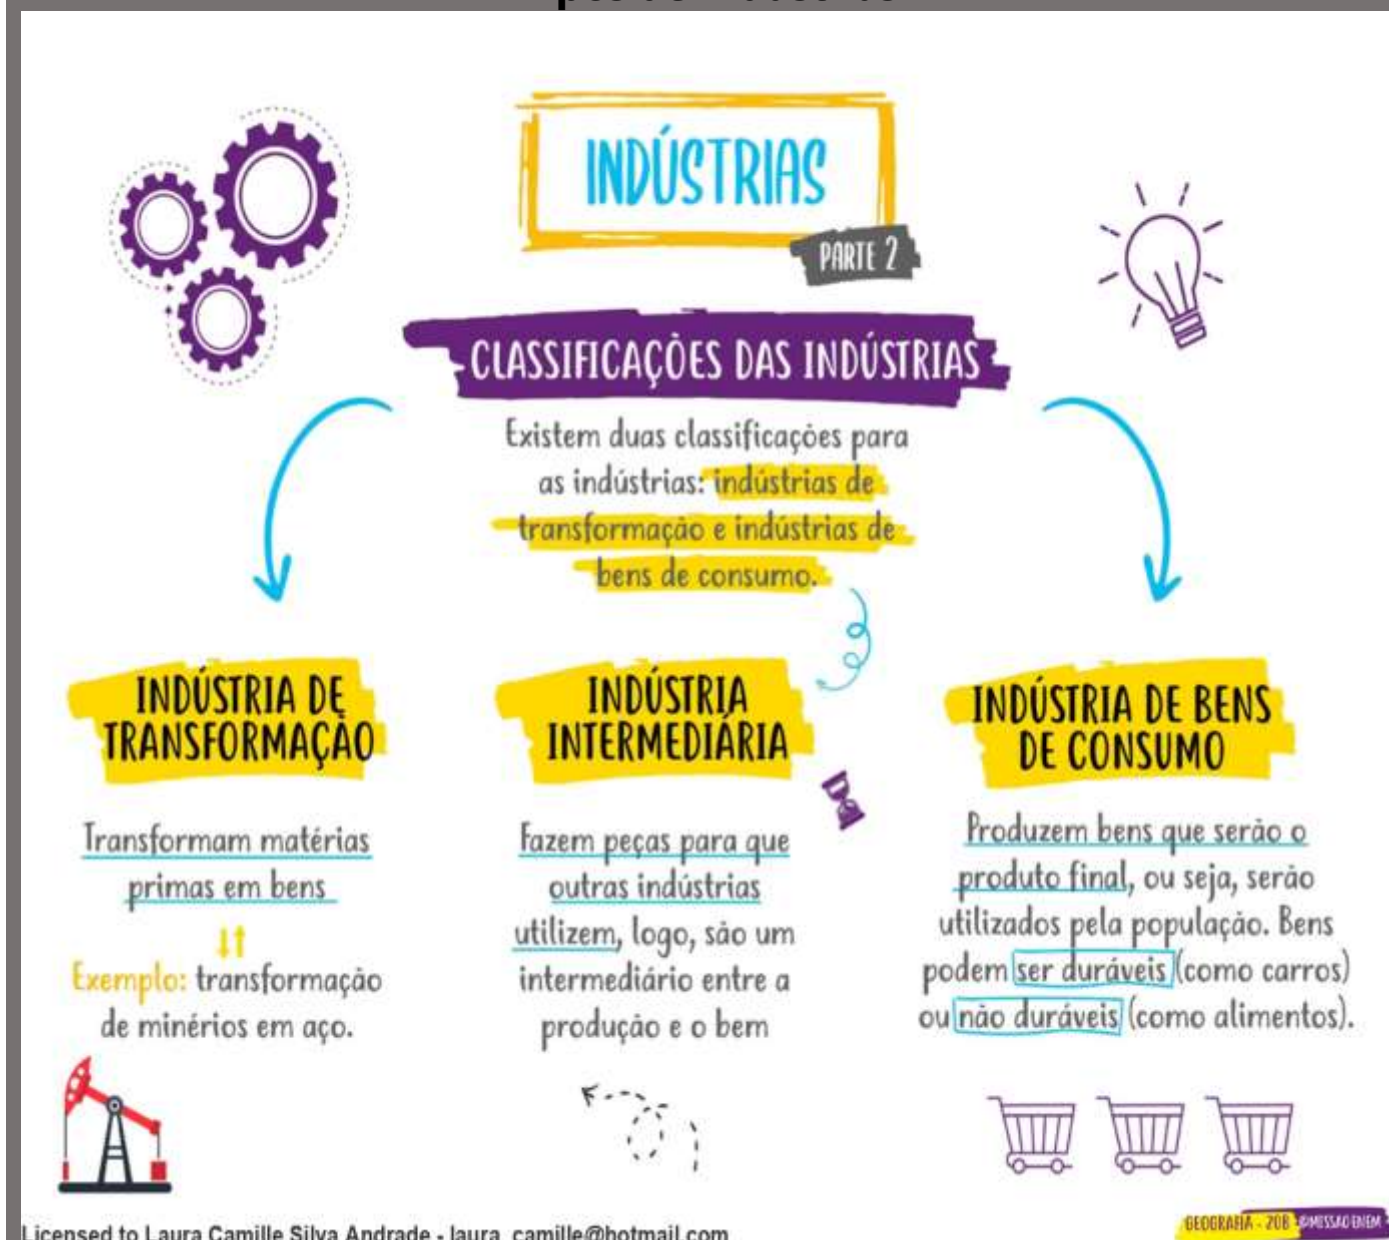 INDÚSTRIAS
PARTE 2
CLASSIFICAÇÕES DAS INDÚSTRIAS
Existem duas classificações para
as indústrias: indústrias de
transformação e indústrias de
bens de consumo.
INDÚSTRIA DE
TRANSFORMAÇÃO
Transformam matérias
primas em bens
Exemplo: transformação
de minérios em aço.
INDÚSTRIA
INTERMEDIÁRIA
Fazem peças para que
outras indústrias
utilizem, logo, são um
intermediário entre a
produção e o bem
INDÚSTRIA DE BENS
DE CONSUMO
Produzem bens que serão o
produto final, ou seja, serão
utilizados pela população. Bens
podem ser duráveis (como carros)
ou não duráveis (como alimentos).
Licensed to Laura Camille Silva Andrade - laura_camille@hotmail.com
GEOGRAFIA - 20B @MISSAO ENEM